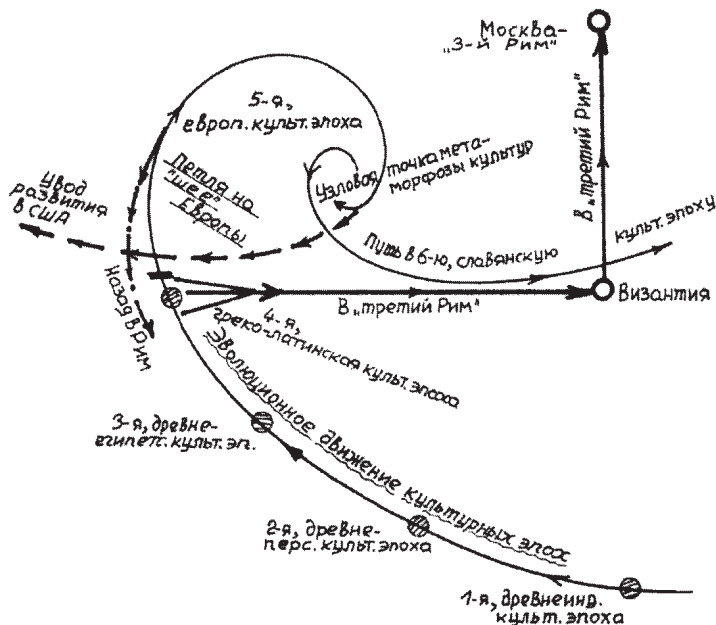 Москва-
„3-й Рим"
В „третий Рим"
5-я,
европ. культ. эпоха
Узловая точка мета-
морфозы культур
Петля на
"шее"
Европы
Увод
развития
в США
Путь в 6-ю, славянскую
культ. эпоху
Назад в Рим
В „третий Рим"
Византия
4-я,
греко-латинская культ. эпоха
Эволюционное движение культурных эпох
3-я, древне-
египетс. культ. эп.
2-я, древне-
перс. культ. эпоха
1-я, древнеинд.
культ. эпоха